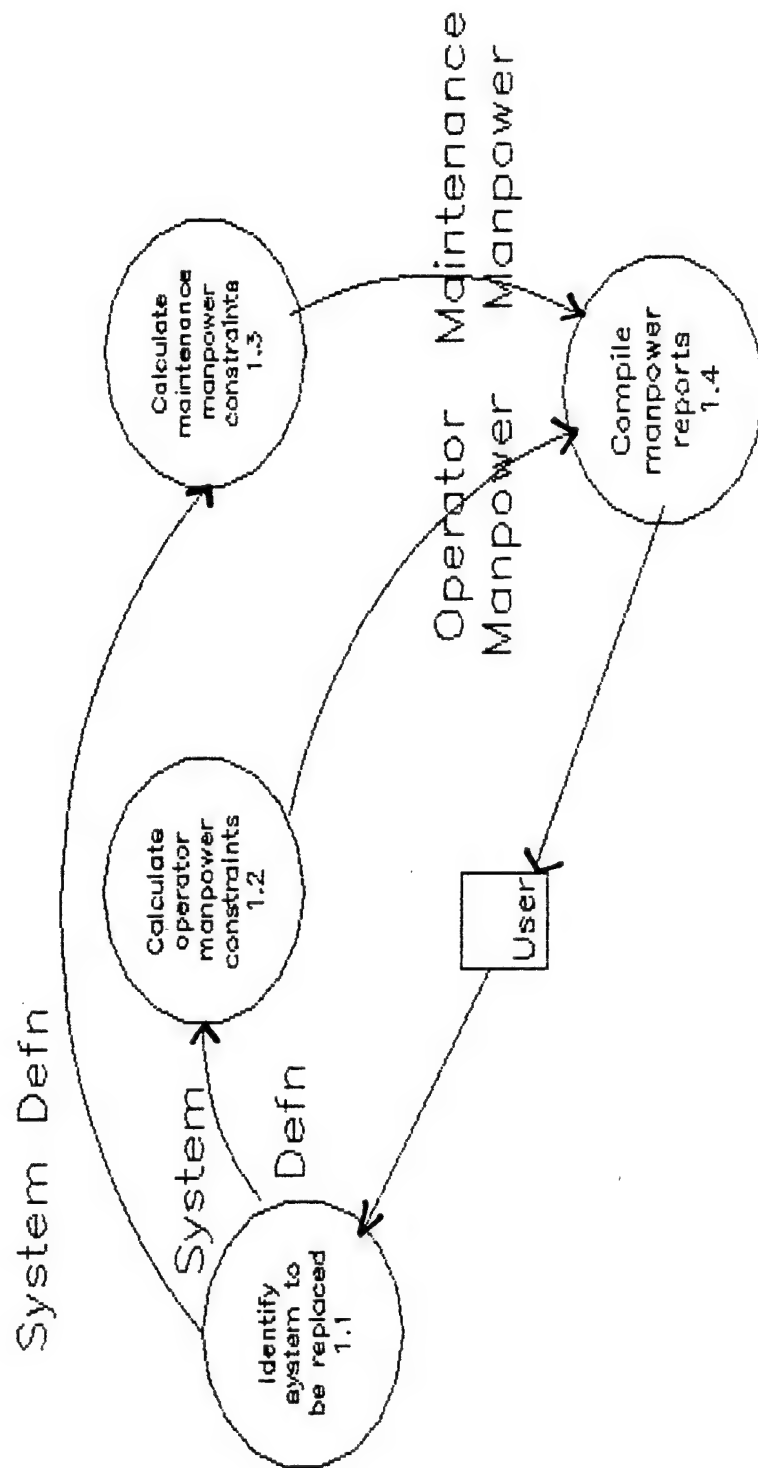 System Defn
System
Defn
Identify
system to
be replaced
1.1
Calculate
operator
manpower
constraints
1.2
Calculate
maintenance
manpower
constraints
1.3
User
Operator
Manpower
Maintenance
Manpower
Compile
manpower
reports
1.4